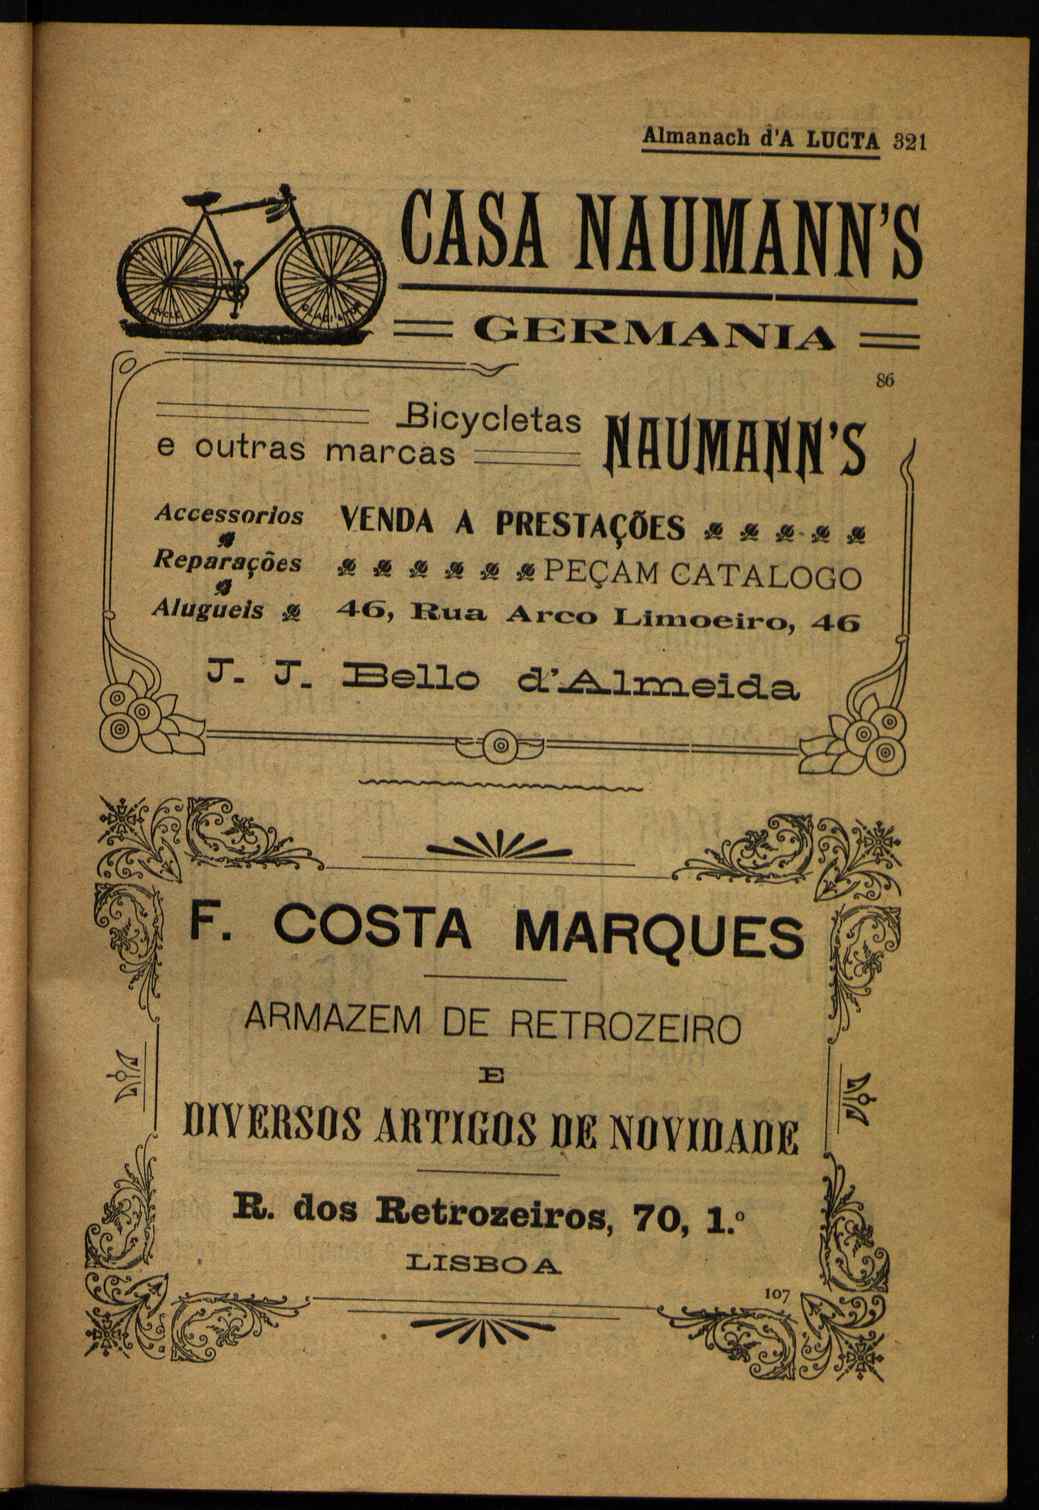 Almanach d'A LUCTA 321
CASA NAUMANN'S
GERMANIA
CYCLE GLADIATOR
86
Bicycletas
e outras marcas NAUMANN'S
Accessorios VENDA A PRESTAÇÕES
Reparações PEÇAM CATALOGO
Alugueis 46, Rua Arco Limoeiro, 46
J. J. Bello d'Almeida
F. COSTA MARQUES
ARMAZEM DE RETROZEIRO
E
DIVERSOS ARTIGOS DE NOVIDADE
R. dos Retrozeiros, 70, 1.º
LISBOA
107